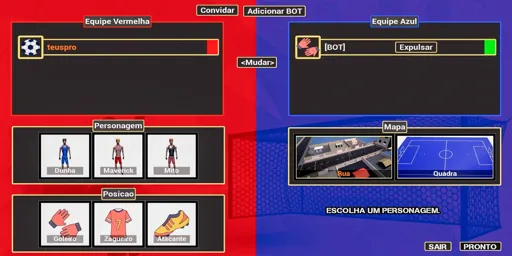 Convidar
Adicionar BOT
Equipe Vermelha
Equipe Azul
teuspro
[BOT]
Expulsar
<Mudar>
Personagem
Dunha
Maverick
Mito
Mapa
Rua
Quadra
Posicao
Goleiro
Zagueiro
7
Atacante
ESCOLHA UM PERSONAGEM.
SAIR
PRONTO